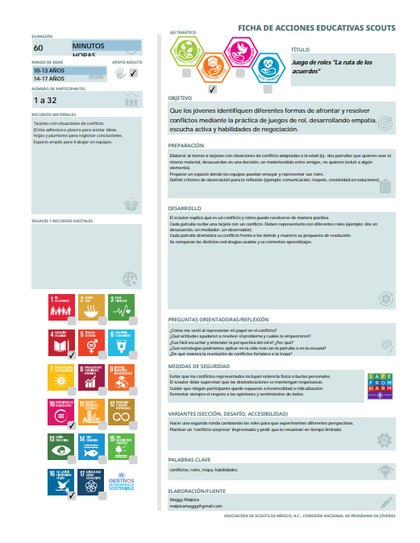 FICHA DE ACCIONES EDUCATIVAS SCOUTS
DURACIÓN
60 MINUTOS HORAS
RANGO DE EDAD
APOYO ADULTO
10-13 AÑOS
14-17 AÑOS
NÚMERO DE PARTICIPANTES
1 a 32
RECURSOS MATERIALES
Tarjetas con situaciones de conflicto.
(Cinta adhesiva o pizarra para anotar ideas.
Hojas y plumones para registrar conclusiones.
Espacio amplio para trabajar en equipos.
ENLACES Y RECURSOS DIGITALES
EJE TEMÁTICO
TÍTULO
Juego de roles "La ruta de los
acuerdos"
OBJETIVO
Que los jóvenes identifiquen diferentes formas de afrontar y resolver
conflictos mediante la práctica de juegos de rol, desarrollando empatía,
escucha activa y habilidades de negociación.
PREPARACIÓN
Elaborar al menos 6 tarjetas con situaciones de conflicto adaptadas a la edad (ej.: dos patrullas que quieren usar el
mismo material, desacuerdos en una decisión, un malentendido entre amigos, no quieren incluir a algún
elemento).
Preparar un espacio donde los equipos puedan ensayar y representar sus roles.
Definir criterios de observación para la reflexión (ejemplo: comunicación, respeto, creatividad en soluciones).
DESARROLLO
El scouter explica qué es un conflicto y cómo puede resolverse de manera positiva.
Cada patrulla recibe una tarjeta con un conflicto. Deben representarlo con diferentes roles (ejemplo: dos en
desacuerdo, un mediador, un observador).
Cada patrulla dramatiza su conflicto frente a los demás y muestra su propuesta de resolución.
Se comparan las distintas estrategias usadas y se comentan aprendizajes.
PREGUNTAS ORIENTADORAS/REFLEXIÓN
¿Cómo me sentí al representar mi papel en el conflicto?
¿Qué actitudes ayudaron a resolver el problema y cuáles lo empeoraron?
¿Fue fácil escuchar y entender la perspectiva del otro? ¿Por qué?
¿Qué estrategias podríamos aplicar en la vida real con la patrulla o en la escuela?
¿De qué manera la resolución de conflictos fortalece a la tropa?
MEDIDAS DE SEGURIDAD
Evitar que los conflictos representados incluyan violencia física o burlas personales.
El scouter debe supervisar que las dramatizaciones se mantengan respetuosas.
Cuidar que ningún participante quede expuesto a incomodidad o ridiculización.
Fomentar siempre el respeto a las opiniones y sentimientos de todos.
SAFE
FROM
HARM
VARIANTES (SECCIÓN, DESAFÍO, ACCESIBILIDAD)
Hacer una segunda ronda cambiando los roles para que experimenten diferentes perspectivas.
Plantear un "conflicto sorpresa" improvisado y pedir que lo resuelvan en tiempo limitado
PALABRAS CLAVE
conflictos, roles, tropa, habilidades.
ELABORACIÓN/FUENTE
Maggy Malpica
malpicamaggy@gmail.com
ASOCIACIÓN DE SCOUTS DE MÉXICO, A.C., COMISIÓN NACIONAL DE PROGRAMA DE JÓVENES